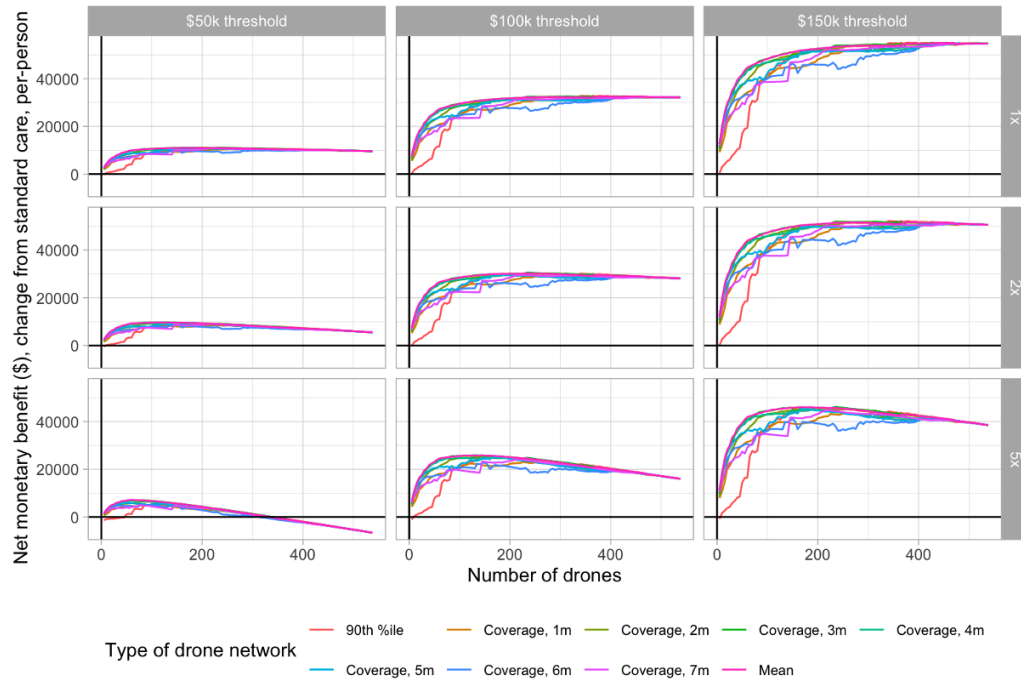 $50k threshold $100k threshold $150k threshold
Net monetary benefit ($), change from standard care, per-person
40000
20000
0
1x
40000
20000
0
2x
40000
20000
0
5x
0 200 400 0 200 400 0 200 400
Number of drones
Type of drone network
90th %ile Coverage, 1m Coverage, 2m Coverage, 3m Coverage, 4m
Coverage, 5m Coverage, 6m Coverage, 7m Mean